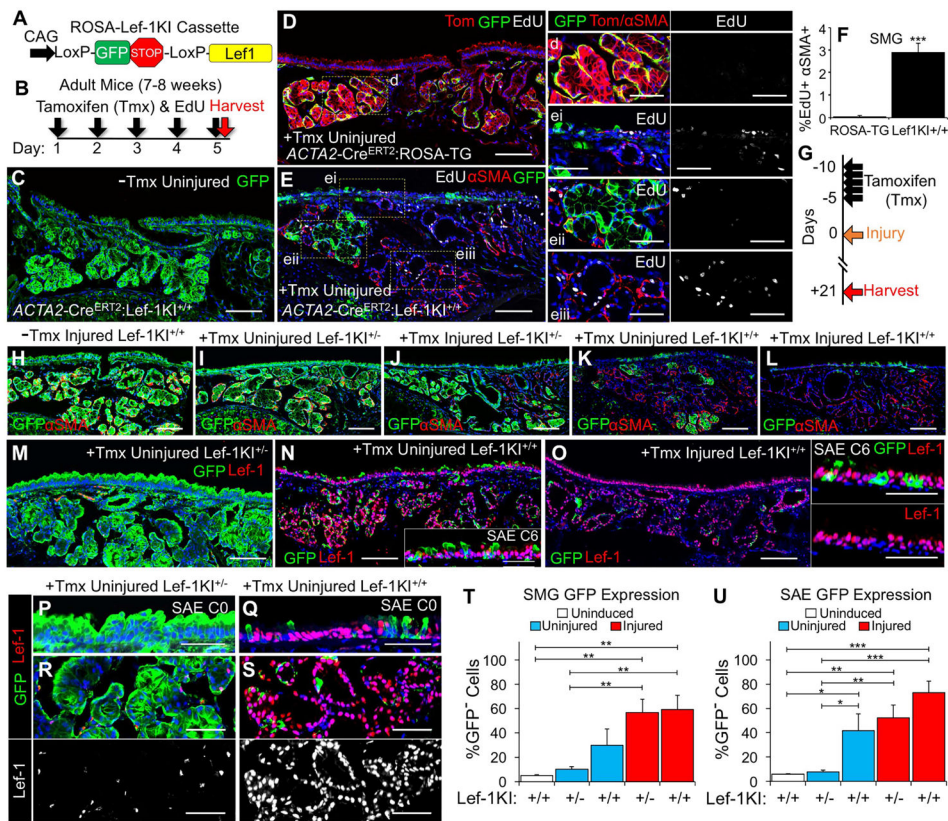 A
ROSA-Lef-1KI Cassette
CAG
LoxP-GFP STOP-LoxP-Lef1
B
Adult Mice (7-8 weeks)
Tamoxifen (Tmx) & EdU Harvest
Day: 1 2 3 4 5
C
-Tmx Uninjured GFP
ACTA2-CreERT2:Lef-1KI+/+
D
Tom GFP EdU
d
+Tmx Uninjured
ACTA2-CreERT2:ROSA-TG
E
EdU αSMA GFP
ei
eii
eiii
+Tmx Uninjured
ACTA2-CreERT2:Lef-1KI+/+
GFP Tom/αSMA EdU
d
ei EdU
eii EdU
eiii EdU
F
SMG ***
%EdU+ αSMA+
4
3
2
1
0
ROSA-TG Lef1KI+/+
G
Days
-10
-5
Tamoxifen
(Tmx)
0
Injury
+21
Harvest
-Tmx Injured Lef-1KI+/+
H
GFP αSMA
+Tmx Uninjured Lef-1KI+/-
I
GFP αSMA
+Tmx Injured Lef-1KI+/-
J
GFP αSMA
+Tmx Uninjured Lef-1KI+/+
K
GFP αSMA
+Tmx Injured Lef-1KI+/+
L
GFP αSMA
M
+Tmx Uninjured Lef-1KI+/-
GFP Lef-1
N
+Tmx Uninjured Lef-1KI+/+
GFP Lef-1
SAE C6
O
+Tmx Injured Lef-1KI+/+
GFP Lef-1
SAE C6 GFP Lef-1
Lef-1
+Tmx Uninjured Lef-1KI+/- +Tmx Uninjured Lef-1KI+/+
GFP Lef-1
P
SAE C0
Q
SAE C0
R
S
Lef-1
T
SMG GFP Expression
Uninduced
Uninjured Injured
%GFP- Cells
100
80
60
40
20
0
**
**
**
**
Lef-1KI: +/+ +/- +/+ +/- +/+
U
SAE GFP Expression
Uninduced
Uninjured Injured
%GFP- Cells
100
80
60
40
20
0
***
***
**
**
*
*
Lef-1KI: +/+ +/- +/+ +/- +/+